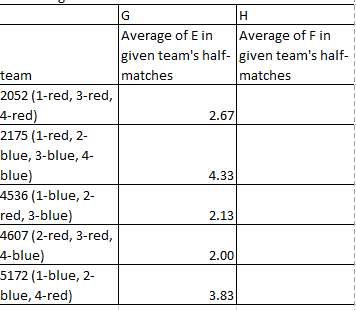 G H
Average of E in Average of F in
given team's half- given team's half-
team matches matches
2052 (1-red, 3-red,
4-red) 2.67
2175 (1-red, 2-
blue, 3-blue, 4-
blue) 4.33
4536 (1-blue, 2-
red, 3-blue) 2.13
4607 (2-red, 3-red,
4-blue) 2.00
5172 (1-blue, 2-
blue, 4-red) 3.83